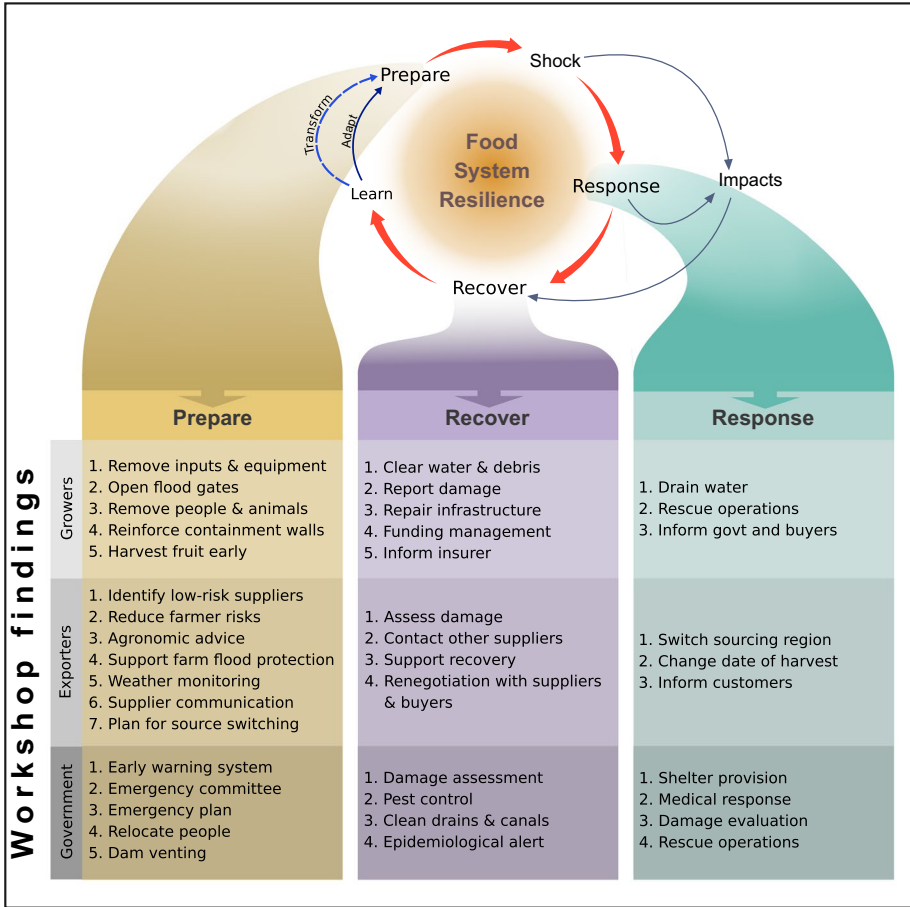 Prepare
Shock
Transform
Adapt
Food
System
Resilience
Response
Impacts
Learn
Recover
Prepare
Recover
Response
Workshop findings
Growers
1. Remove inputs & equipment
2. Open flood gates
3. Remove people & animals
4. Reinforce containment walls
5. Harvest fruit early
1. Clear water & debris
2. Report damage
3. Repair infrastructure
4. Funding management
5. Inform insurer
1. Drain water
2. Rescue operations
3. Inform govt and buyers
Exporters
1. Identify low-risk suppliers
2. Reduce farmer risks
3. Agronomic advice
4. Support farm flood protection
5. Weather monitoring
6. Supplier communication
7. Plan for source switching
1. Assess damage
2. Contact other suppliers
3. Support recovery
4. Renegotiation with suppliers
& buyers
1. Switch sourcing region
2. Change date of harvest
3. Inform customers
Government
1. Early warning system
2. Emergency committee
3. Emergency plan
4. Relocate people
5. Dam venting
1. Damage assessment
2. Pest control
3. Clean drains & canals
4. Epidemiological alert
1. Shelter provision
2. Medical response
3. Damage evaluation
4. Rescue operations